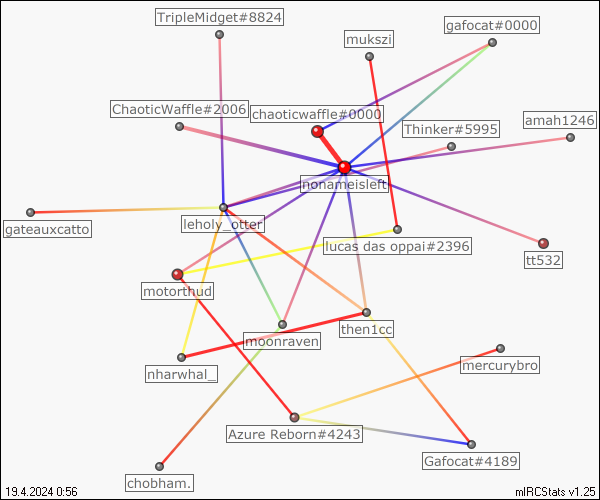 TripleMidget#8824
gafocat#0000
mukszi
ChaoticWaffle#2006
chaoticwaffle#0000
amah1246
Thinker#5995
nonameisleft
gateauxcatto
leholy_otter
lucas das oppai#2396
tt532
motorthud
then1cc
moonraven
mercurybro
nharwhal_
Azure Reborn#4243
Gafocat#4189
chobham.
19.4.2024 0:56
mIRCStats v1.25